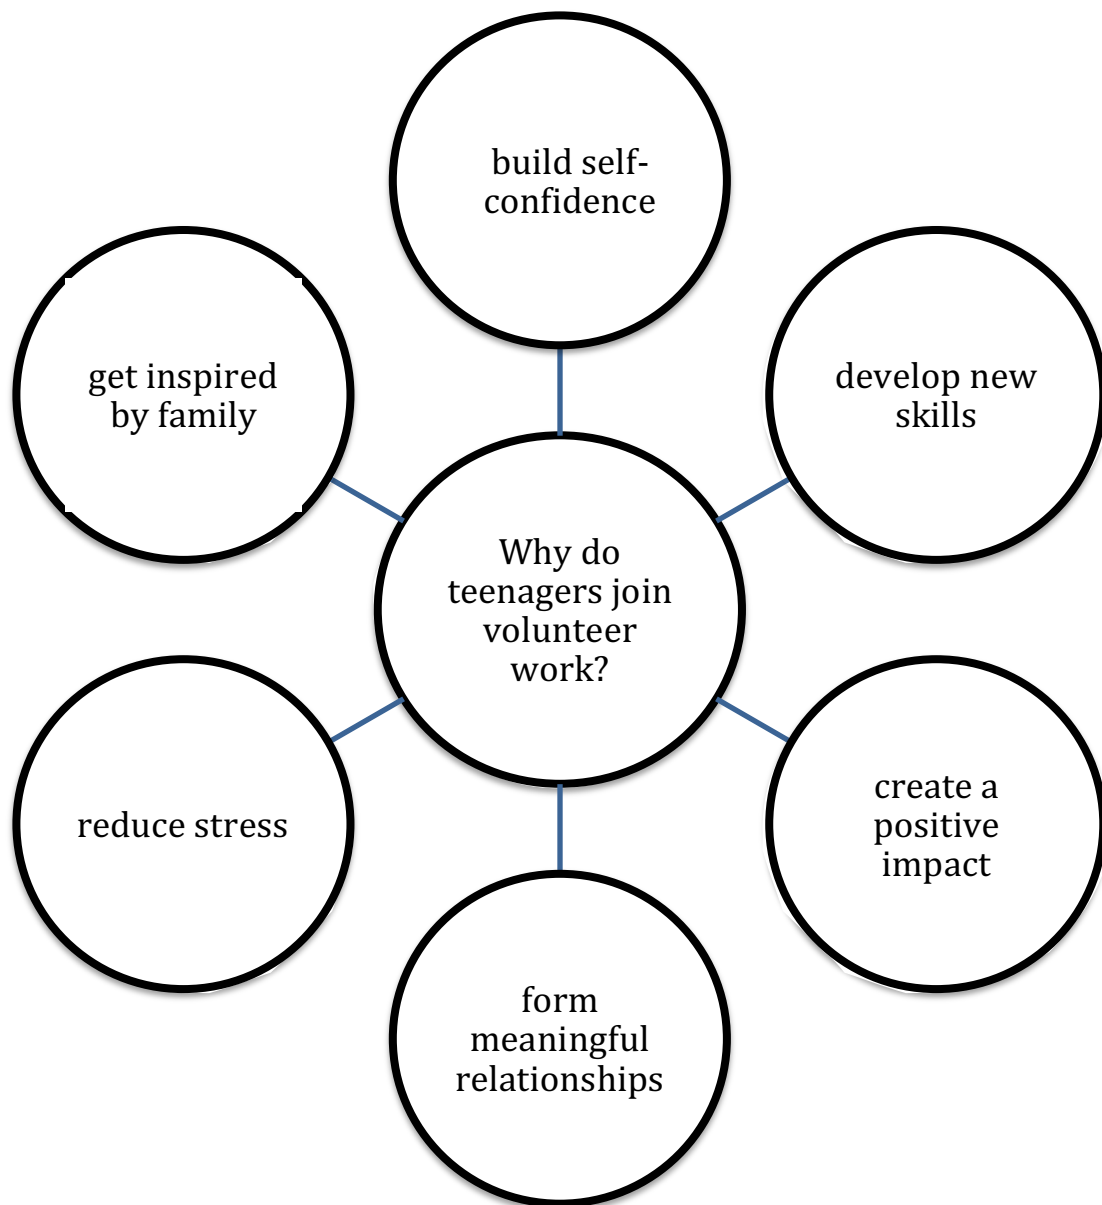 build self-
confidence
get inspired
by family
develop new
skills
Why do
teenagers join
volunteer
work?
reduce stress
create a
positive
impact
form
meaningful
relationships